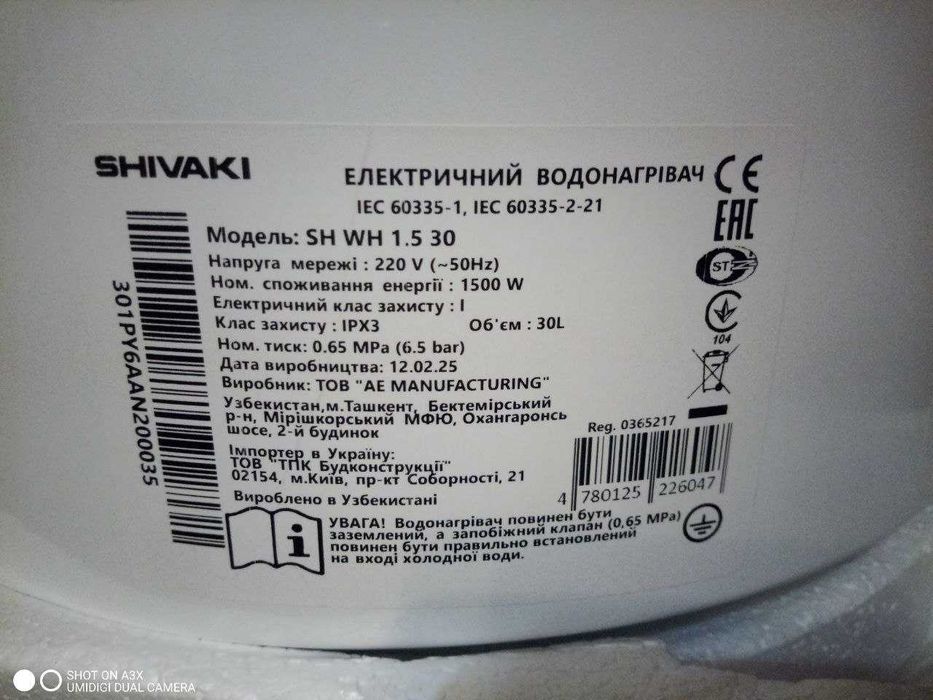 SHIVAKI
ЕЛЕКТРИЧНИЙ ВОДОНАГРІВАЧ
CE
IEC 60335-1, IEC 60335-2-21
EAC
Модель: SH WH 1.5 30
Напруга мережі : 220 V (~50Hz)
ST
Ном. споживання енергії : 1500 W
Електричний клас захисту : I
Клас захисту : IPX3 Об'єм : 30L
104
Ном. тиск: 0.65 MPa (6.5 bar)
Дата виробництва: 12.02.25
Виробник: ТОВ "AE MANUFACTURING"
Узбекистан,м.Ташкент, Бектемірський
р-н, Мірішкорський МФЮ, Охангаронсь
шосе, 2-й будинок
Reg. 0365217
Імпортер в Україну:
ТОВ "ТПК Будконструкції"
02154, м.Київ, пр-кт Соборності, 21
Вироблено в Узбекистані
4 780125 226047
301PY6AAN200035
i
УВАГА! Водонагрівач повинен бути
заземлений, а запобіжний клапан (0,65 MPa)
повинен бути правильно встановлений
на вході холодної води.
SHOT ON A3X
UMIDIGI DUAL CAMERA